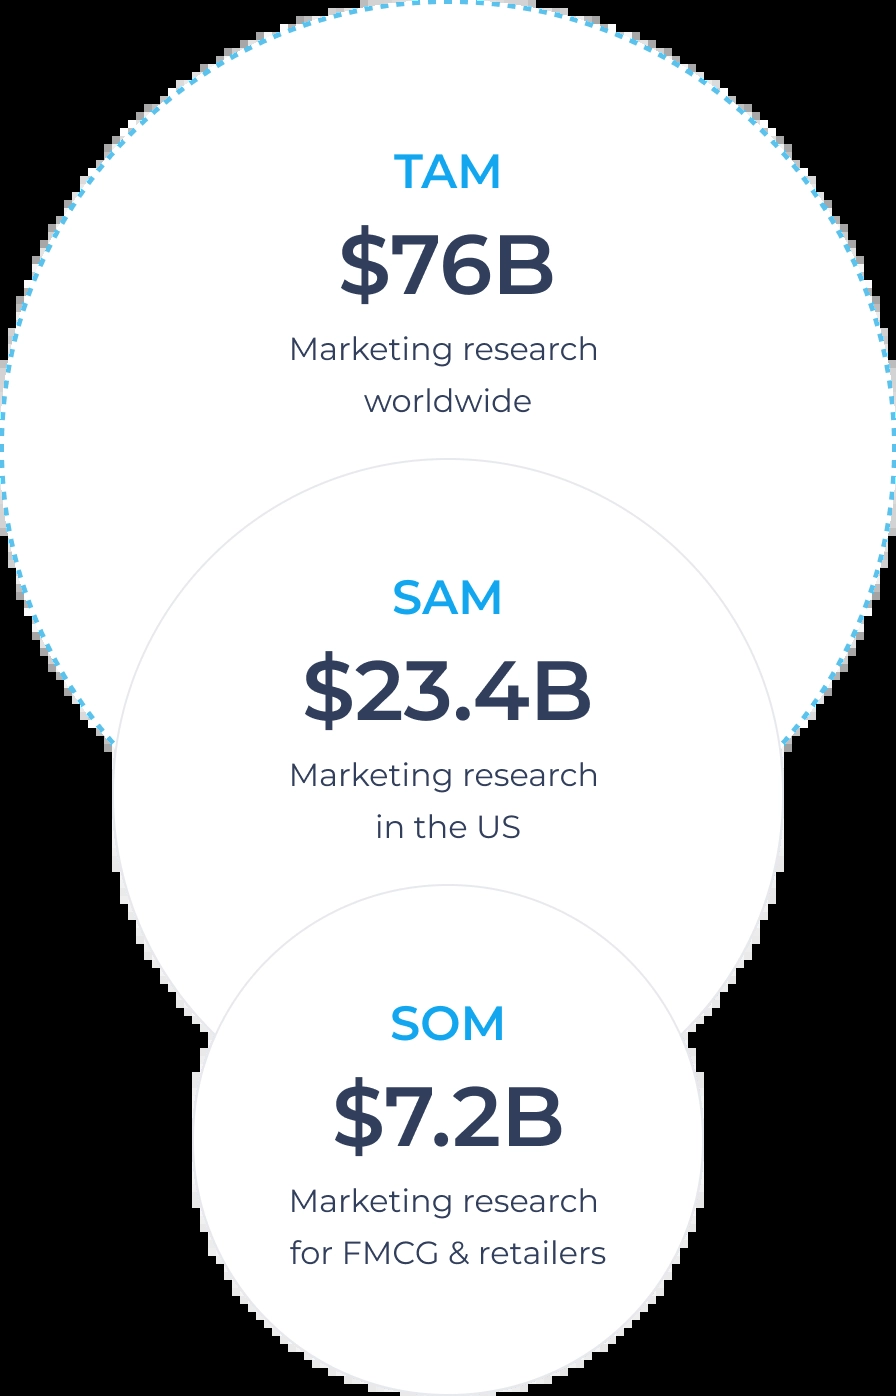 TAM
$76B
Marketing research
worldwide
SAM
$23.4B
Marketing research
in the US
SOM
$7.2B
Marketing research
for FMCG & retailers